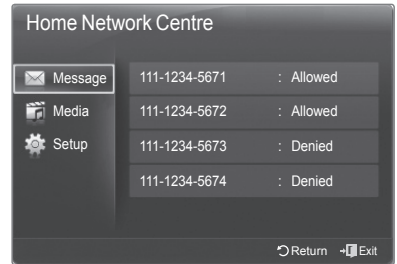 Home Network Centre
Message
111-1234-5671 : Allowed
Media
111-1234-5672 : Allowed
Setup
111-1234-5673 : Denied
111-1234-5674 : Denied
Return Exit